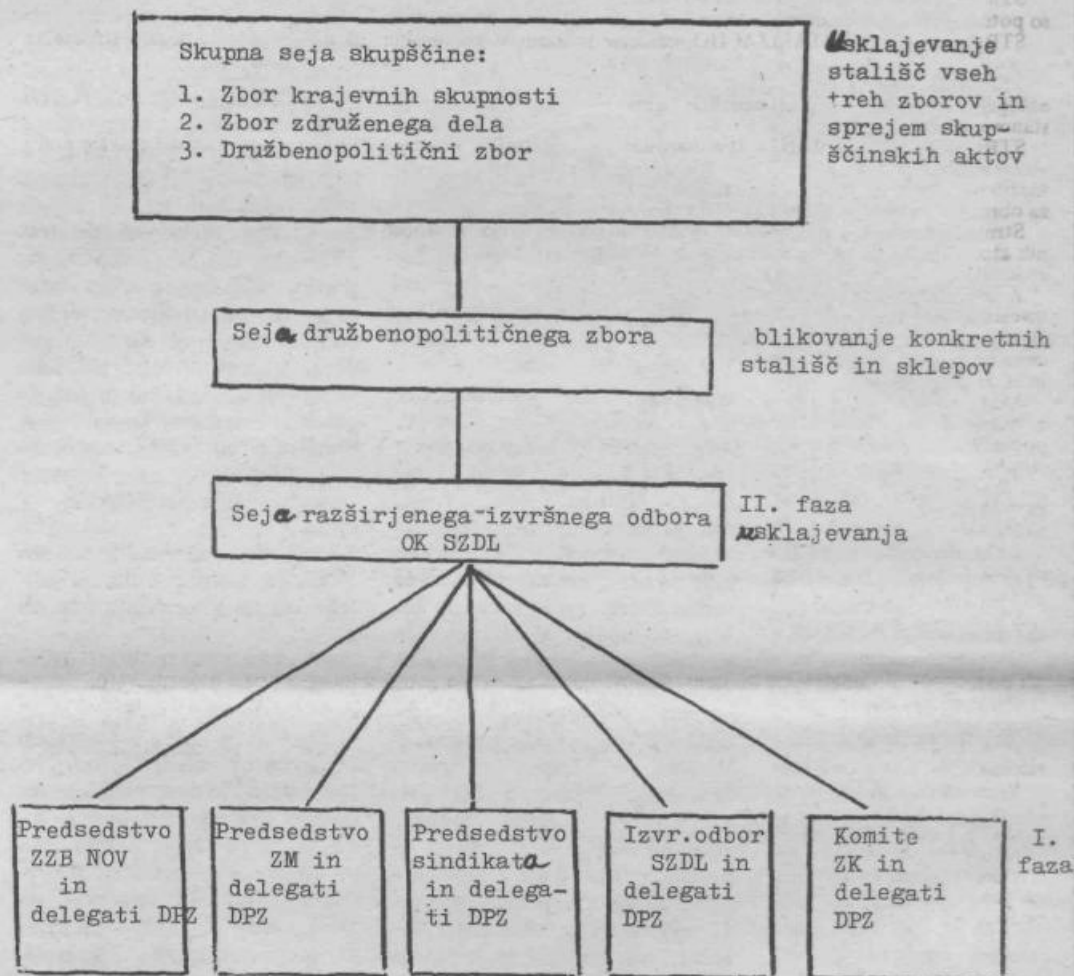 Skupna seja skupščine:
1. Zbor krajevnih skupnosti
2. Zbor združenega dela
3. Družbenopolitični zbor
Usklajevanje
stališč vseh
treh zborov in
sprejem skup-
ščinskih aktov
Seja družbenopolitičnega zbora
blikovanje konkretnih
stališč in sklepov
Seja razširjenega izvršnega odbora
OK SZDL
II. faza
usklajevanja
Predsedstvo
ZZB NOV
in
delegati DPZ
Predsedstvo
ZM in
delegati
DPZ
Predsedstvo
sindikata
in delega-
ti DPZ
Izvr.odbor
SZDL in
delegati
DPZ
Komite
ZK in
delegati
DPZ
I.
faza